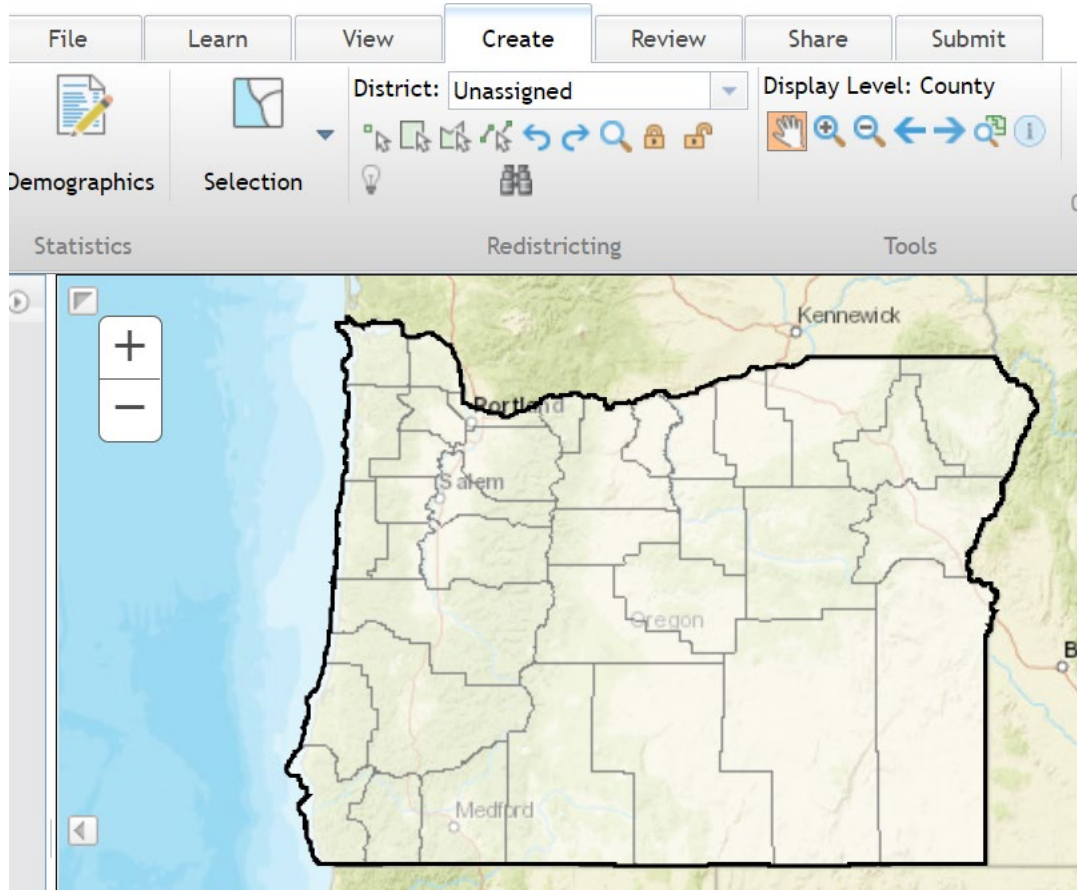 File Learn View Create Review Share Submit
District: Unassigned Display Level: County
Demographics Selection
Statistics Redistricting Tools
Kennewick
Portland
Salem
Oregon
B
Medford